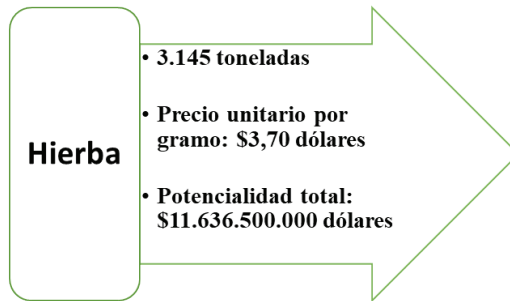 Hierba
• 3.145 toneladas
• Precio unitario por
gramo: $3,70 dólares
• Potencialidad total:
$11.636.500.000 dólares